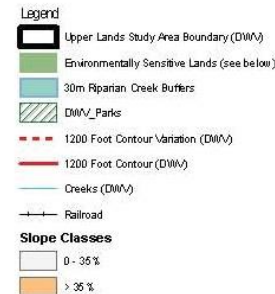 Legend
Upper Lands Study Area Boundary (DWV)
Environmentally Sensitive Lands (see below)
30m Riparian Creek Buffers
DWV_Parks
1200 Foot Contour Variation (DWV)
1200 Foot Contour (DWV)
Creeks (DWV)
Railroad
Slope Classes
0 - 35 %
> 35 %